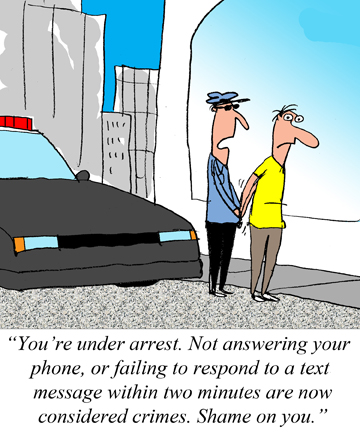 “You’re under arrest. Not answering your
phone, or failing to respond to a text
message within two minutes are now
considered crimes. Shame on you.”